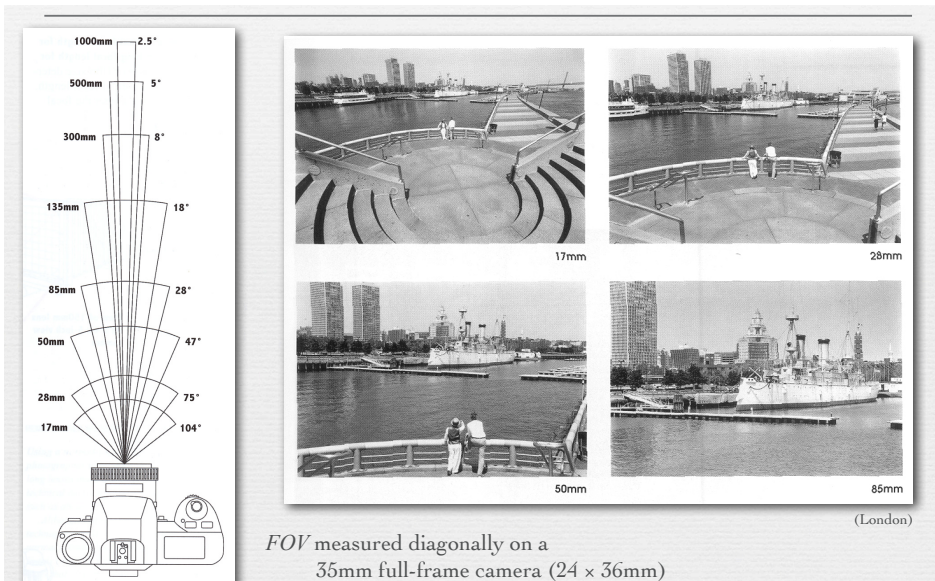 1000mm 2.5°
500mm 5°
300mm 8°
135mm 18°
85mm 28°
50mm 47°
28mm 75°
17mm 104°
17mm
28mm
50mm
85mm
(London)
FOV measured diagonally on a
35mm full-frame camera (24 × 36mm)